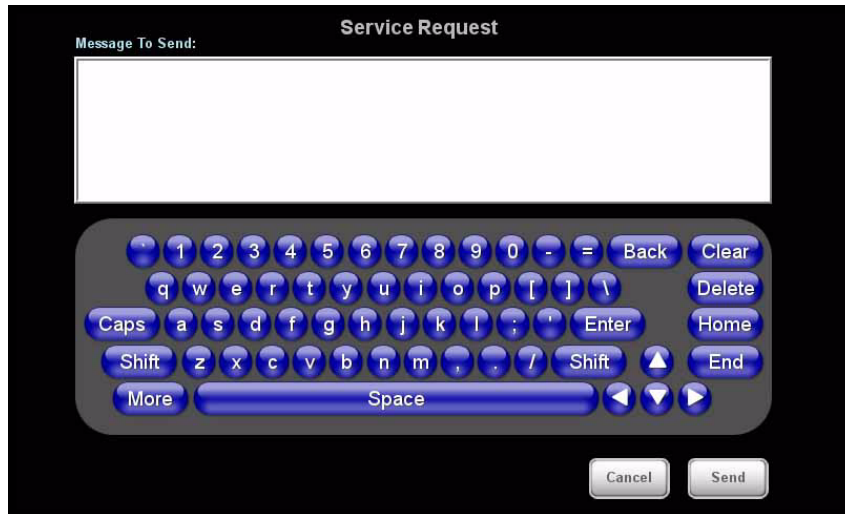 Service Request
Message To Send:
` 1 2 3 4 5 6 7 8 9 0 - = Back Clear
q w e r t y u i o p [ ] \ Delete
Caps a s d f g h j k l ; ' Enter Home
Shift z x c v b n m , . / Shift End
More Space
Cancel Send